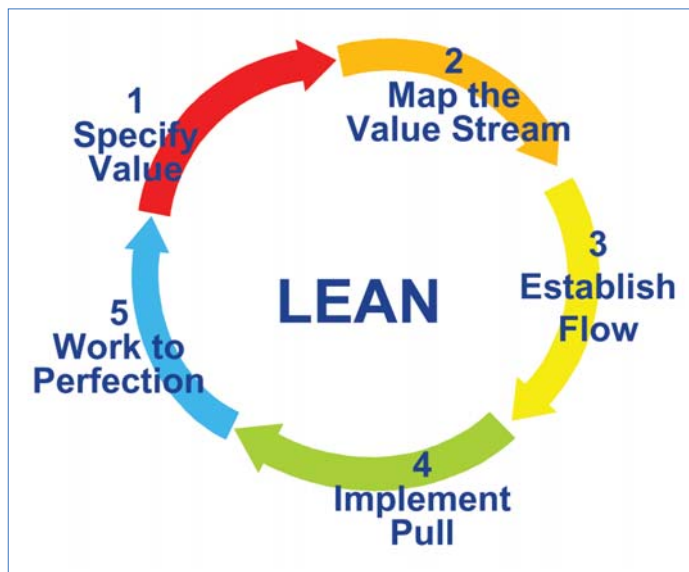 1
Specify
Value
2
Map the
Value Stream
3
Establish
Flow
4
Implement
Pull
5
Work to
Perfection
LEAN